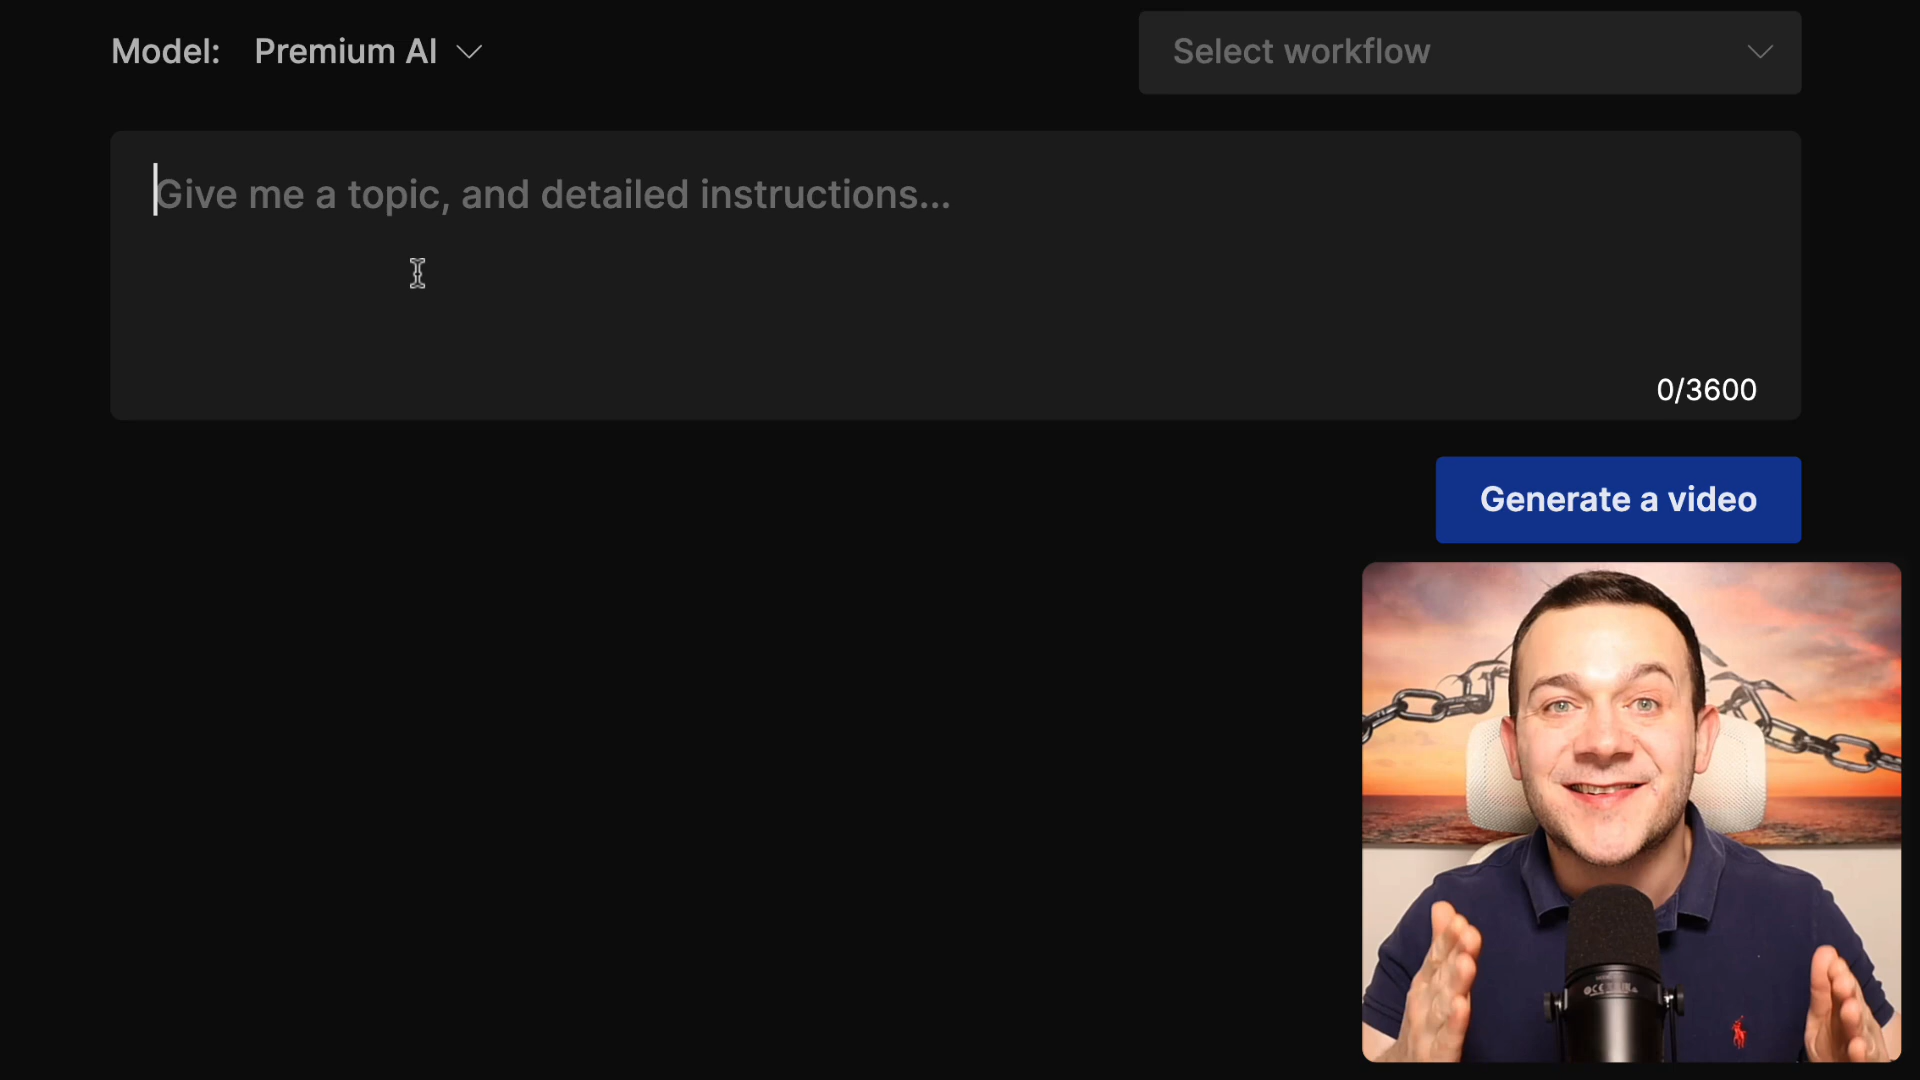 Model: Premium AI
Select workflow
Give me a topic, and detailed instructions...
0/3600
Generate a video